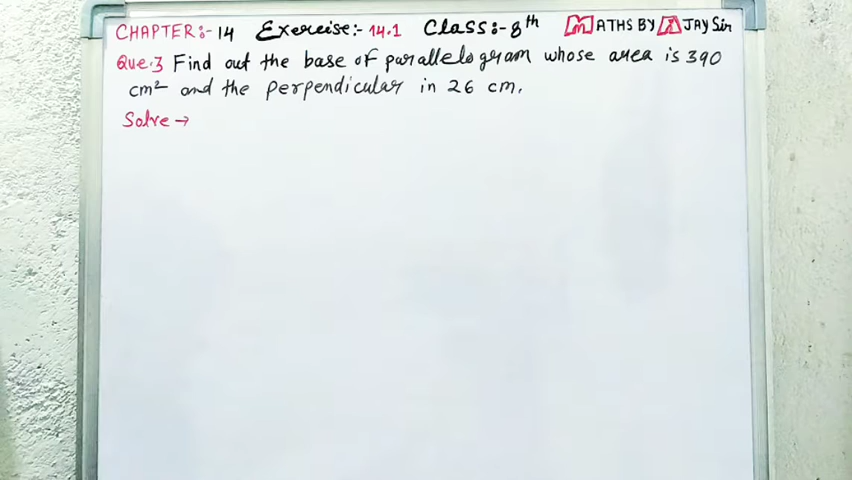 CHAPTER:- 14 Exercise:- 14.1 Class:- 8th MATHS BY AJAY Sir
Que.3 Find out the base of parallelogram whose area is 390
cm² and the perpendicular in 26 cm.
Solve →